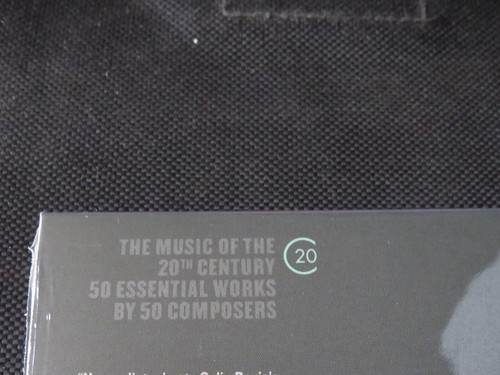 THE MUSIC OF THE
20TH CENTURY
50 ESSENTIAL WORKS
BY 50 COMPOSERS
20